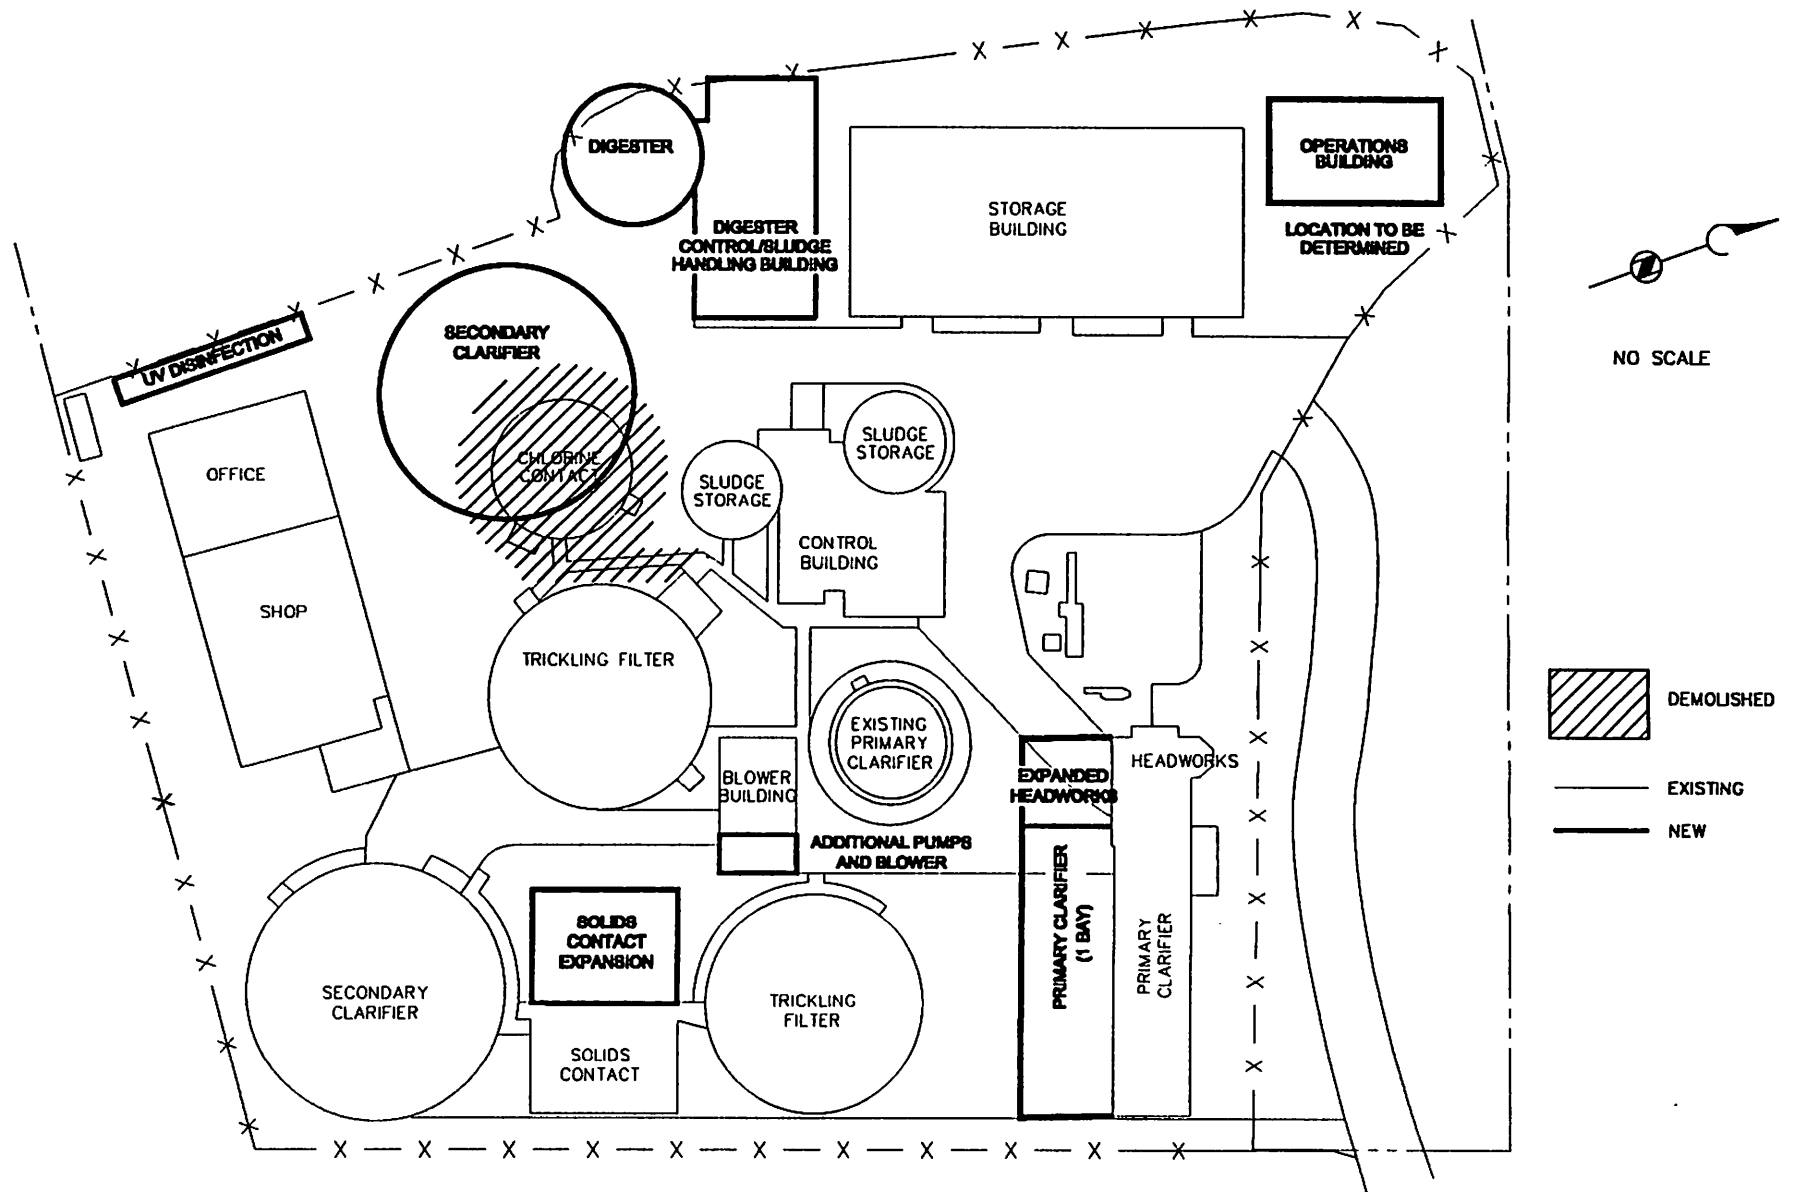 DIGESTER
OPERATIONS
BUILDING
STORAGE
BUILDING
DIGESTER
CONTROL/SLUDGE
HANDLING BUILDING
LOCATION TO BE
DETERMINED
SECONDARY
CLARIFIER
UV DISINFECTION
NO SCALE
OFFICE
CHLORINE
CONTACT
SLUDGE
STORAGE
SLUDGE
STORAGE
CONTROL
BUILDING
SHOP
TRICKLING FILTER
EXISTING
PRIMARY
CLARIFIER
BLOWER
BUILDING
EXPANDED
HEADWORKS
HEADWORKS
ADDITIONAL PUMPS
AND BLOWER
DEMOLISHED
EXISTING
NEW
SOLIDS
CONTACT
EXPANSION
PRIMARY CLARIFIER
(1 BAY)
PRIMARY
CLARIFIER
SECONDARY
CLARIFIER
TRICKLING
FILTER
SOLIDS
CONTACT